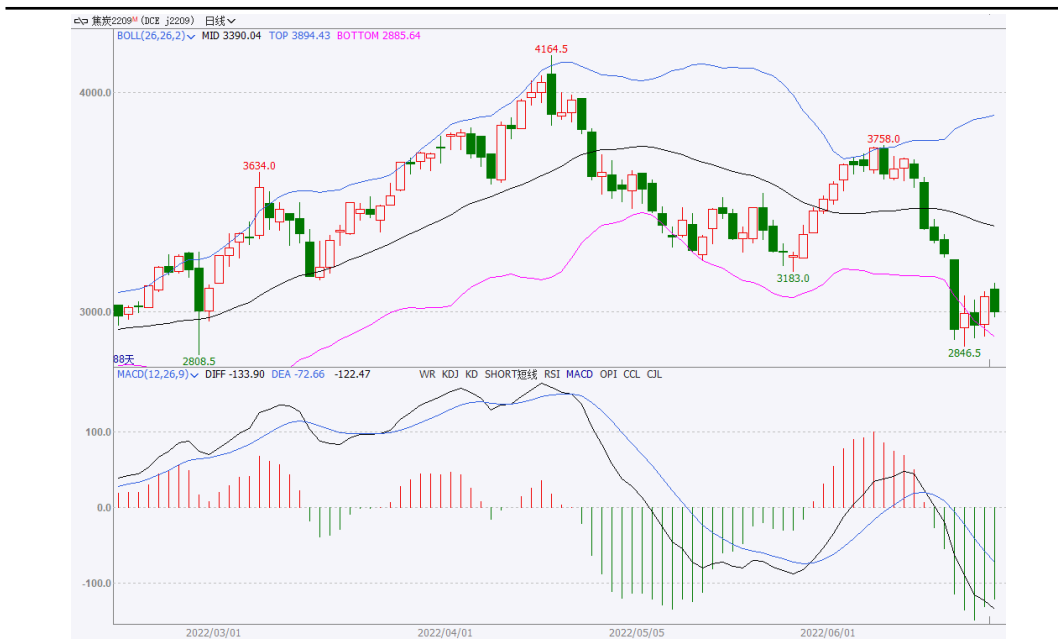 焦炭2209M (DCE j2209) 日线
BOLL(26,26,2) MID 3390.04 TOP 3894.43 BOTTOM 2885.64
4164.5
4000.0
3758.0
3634.0
3183.0
3000.0
88天
2808.5
2846.5
MACD(12,26,9) DIFF -133.90 DEA -72.66 -122.47 WR KDJ KD SHORT短线 RSI MACD OPI CCL CJL
100.0
0.0
-100.0
2022/03/01 2022/04/01 2022/05/05 2022/06/01